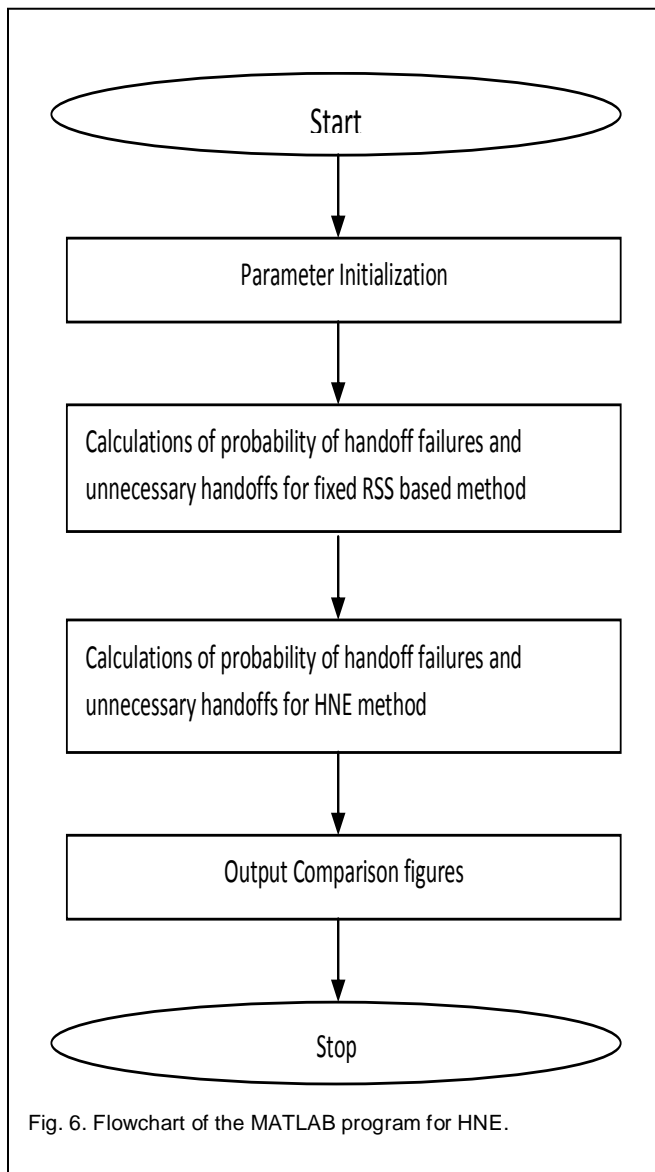 Start
Parameter Initialization
Calculations of probability of handoff failures and
unnecessary handoffs for fixed RSS based method
Calculations of probability of handoff failures and
unnecessary handoffs for HNE method
Output Comparison figures
Stop
Fig. 6. Flowchart of the MATLAB program for HNE.